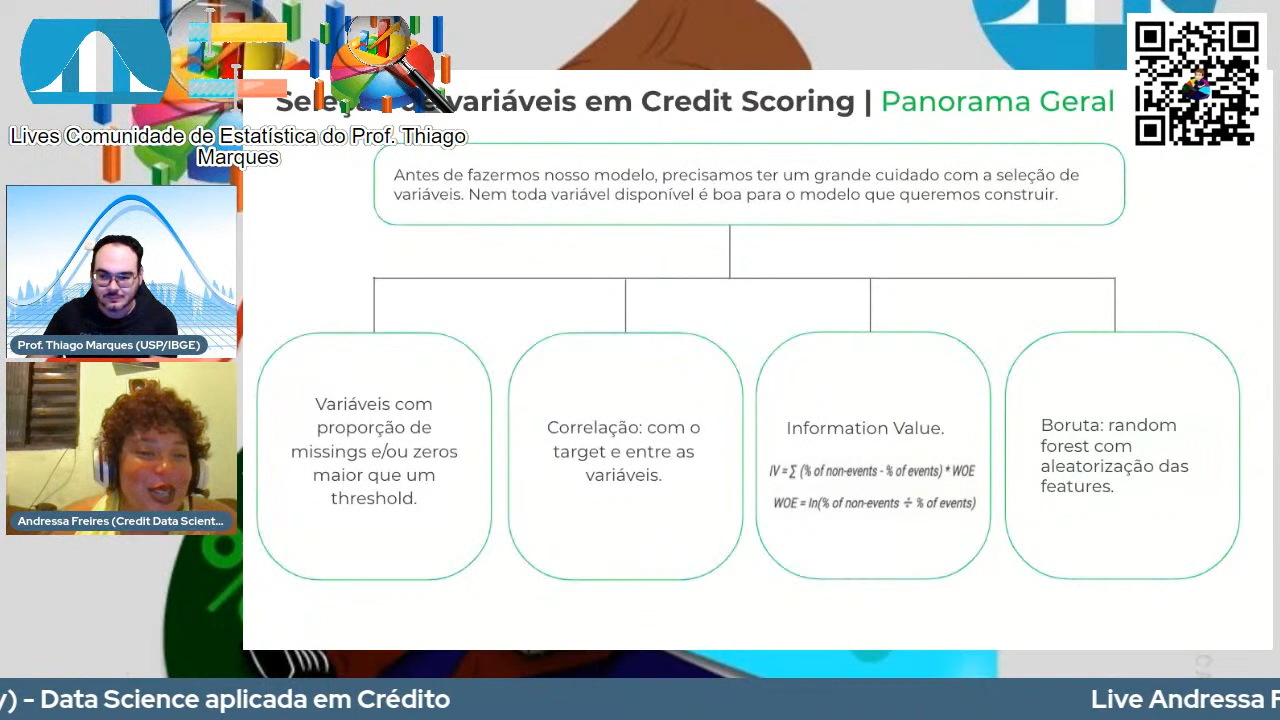 Seleção de variáveis em Credit Scoring | Panorama Geral
Lives Comunidade de Estatística do Prof. Thiago
Marques
Antes de fazermos nosso modelo, precisamos ter um grande cuidado com a seleção de
variáveis. Nem toda variável disponível é boa para o modelo que queremos construir.
Prof. Thiago Marques (USP/IBGE)
Andressa Freires (Credit Data Scient...
Variáveis com
proporção de
missings e/ou zeros
maior que um
threshold.
Correlação: com o
target e entre as
variáveis.
Information Value.
IV = ∑ (% of non-events - % of events) * WOE
WOE = ln(% of non-events ÷ % of events)
Boruta: random
forest com
aleatorização das
features.
%
y) - Data Science aplicada em Crédito
Live Andressa F